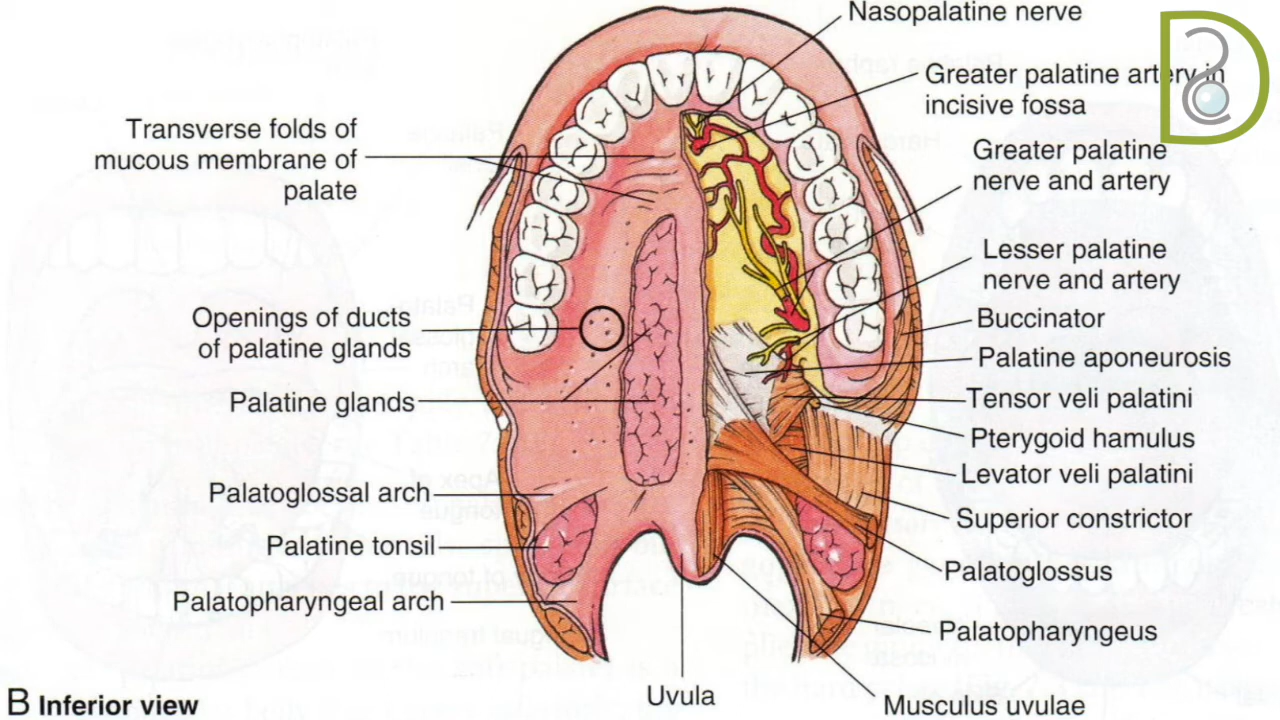 Nasopalatine nerve
Greater palatine artery in
incisive fossa
Greater palatine
nerve and artery
Lesser palatine
nerve and artery
Buccinator
Palatine aponeurosis
Tensor veli palatini
Pterygoid hamulus
Levator veli palatini
Superior constrictor
Palatoglossus
Palatopharyngeus
Musculus uvulae
Uvula
Transverse folds of
mucous membrane of
palate
Openings of ducts
of palatine glands
Palatine glands
Palatoglossal arch
Palatine tonsil
Palatopharyngeal arch
B Inferior view